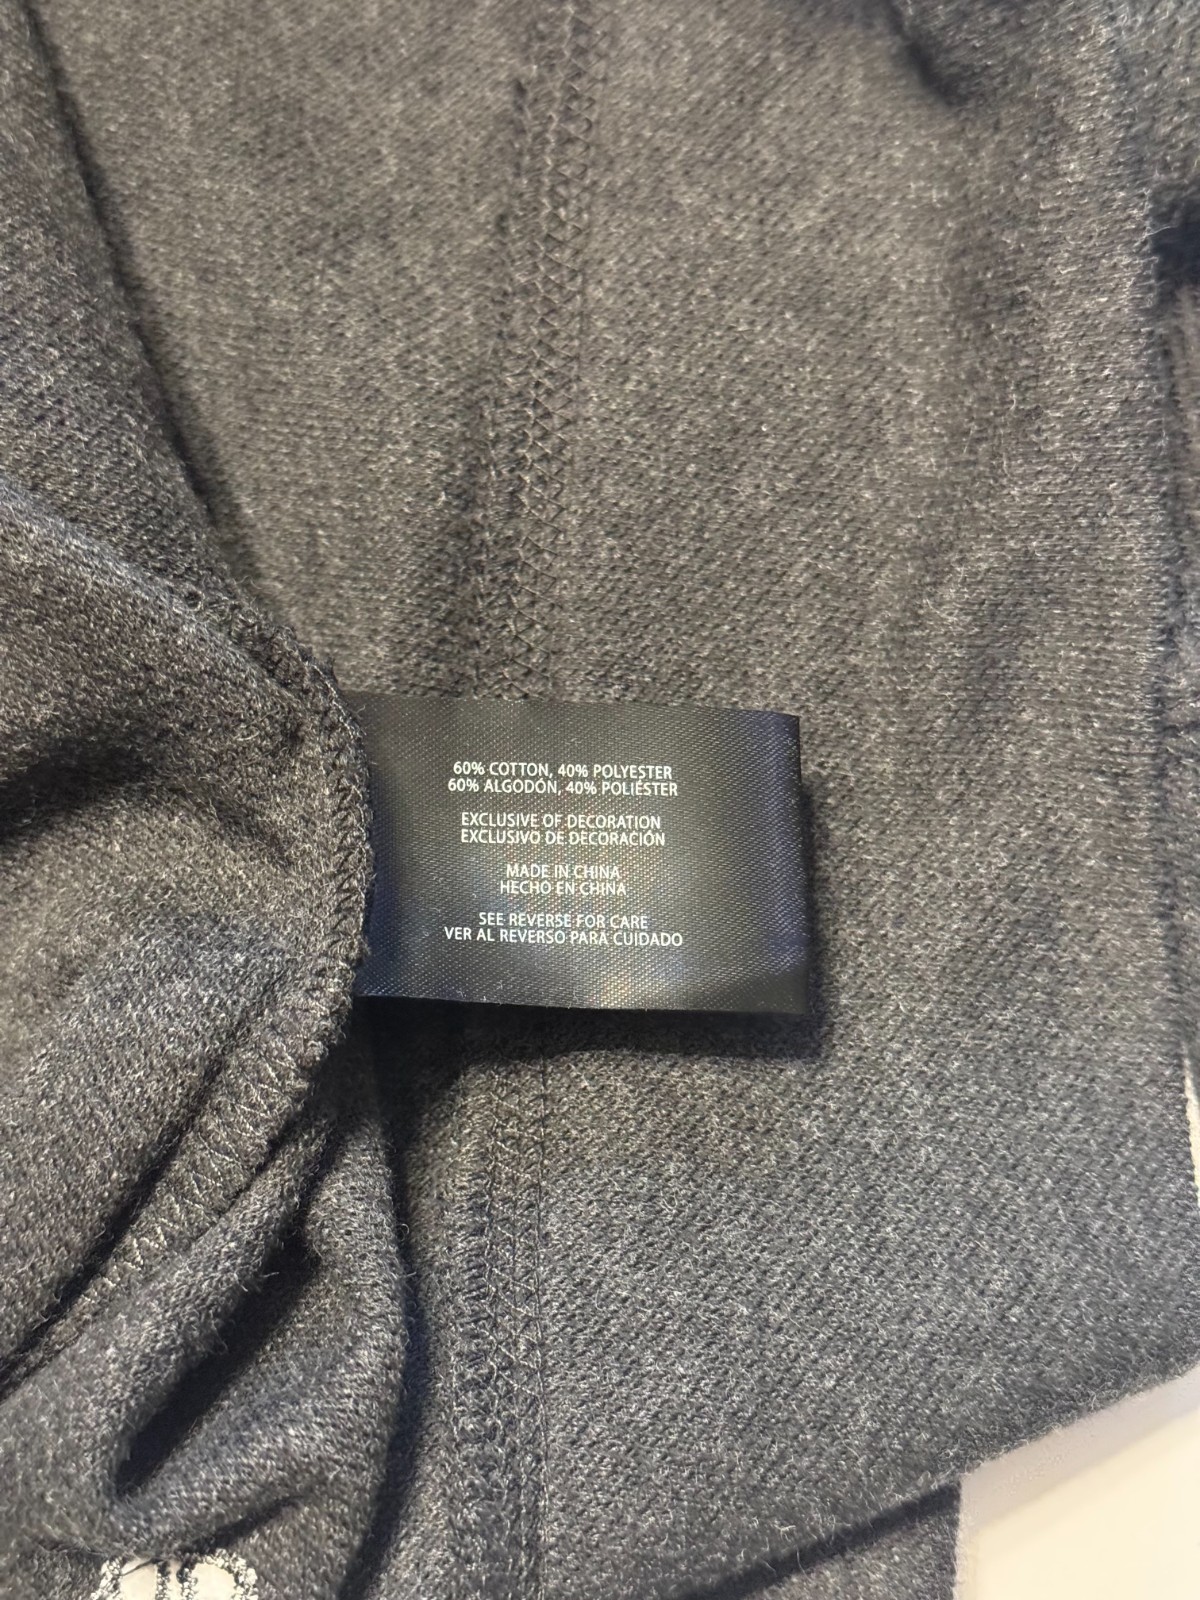 60% COTTON, 40% POLYESTER
60% ALGODÓN, 40% POLIÉSTER
EXCLUSIVE OF DECORATION
EXCLUSIVO DE DECORACIÓN
MADE IN CHINA
HECHO EN CHINA
SEE REVERSE FOR CARE
VER AL REVERSO PARA CUIDADO